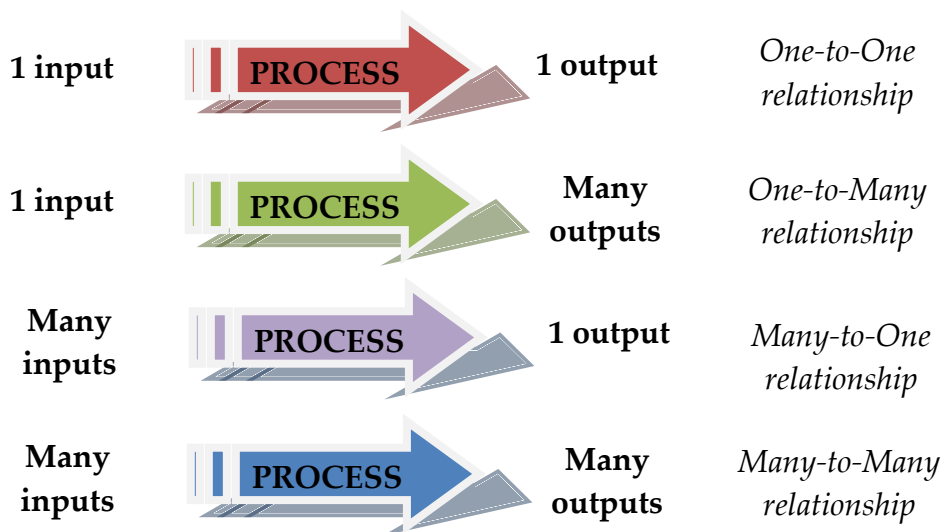 1 input
PROCESS
1 output
One-to-One
relationship
1 input
PROCESS
Many
outputs
One-to-Many
relationship
Many
inputs
PROCESS
1 output
Many-to-One
relationship
Many
inputs
PROCESS
Many
outputs
Many-to-Many
relationship